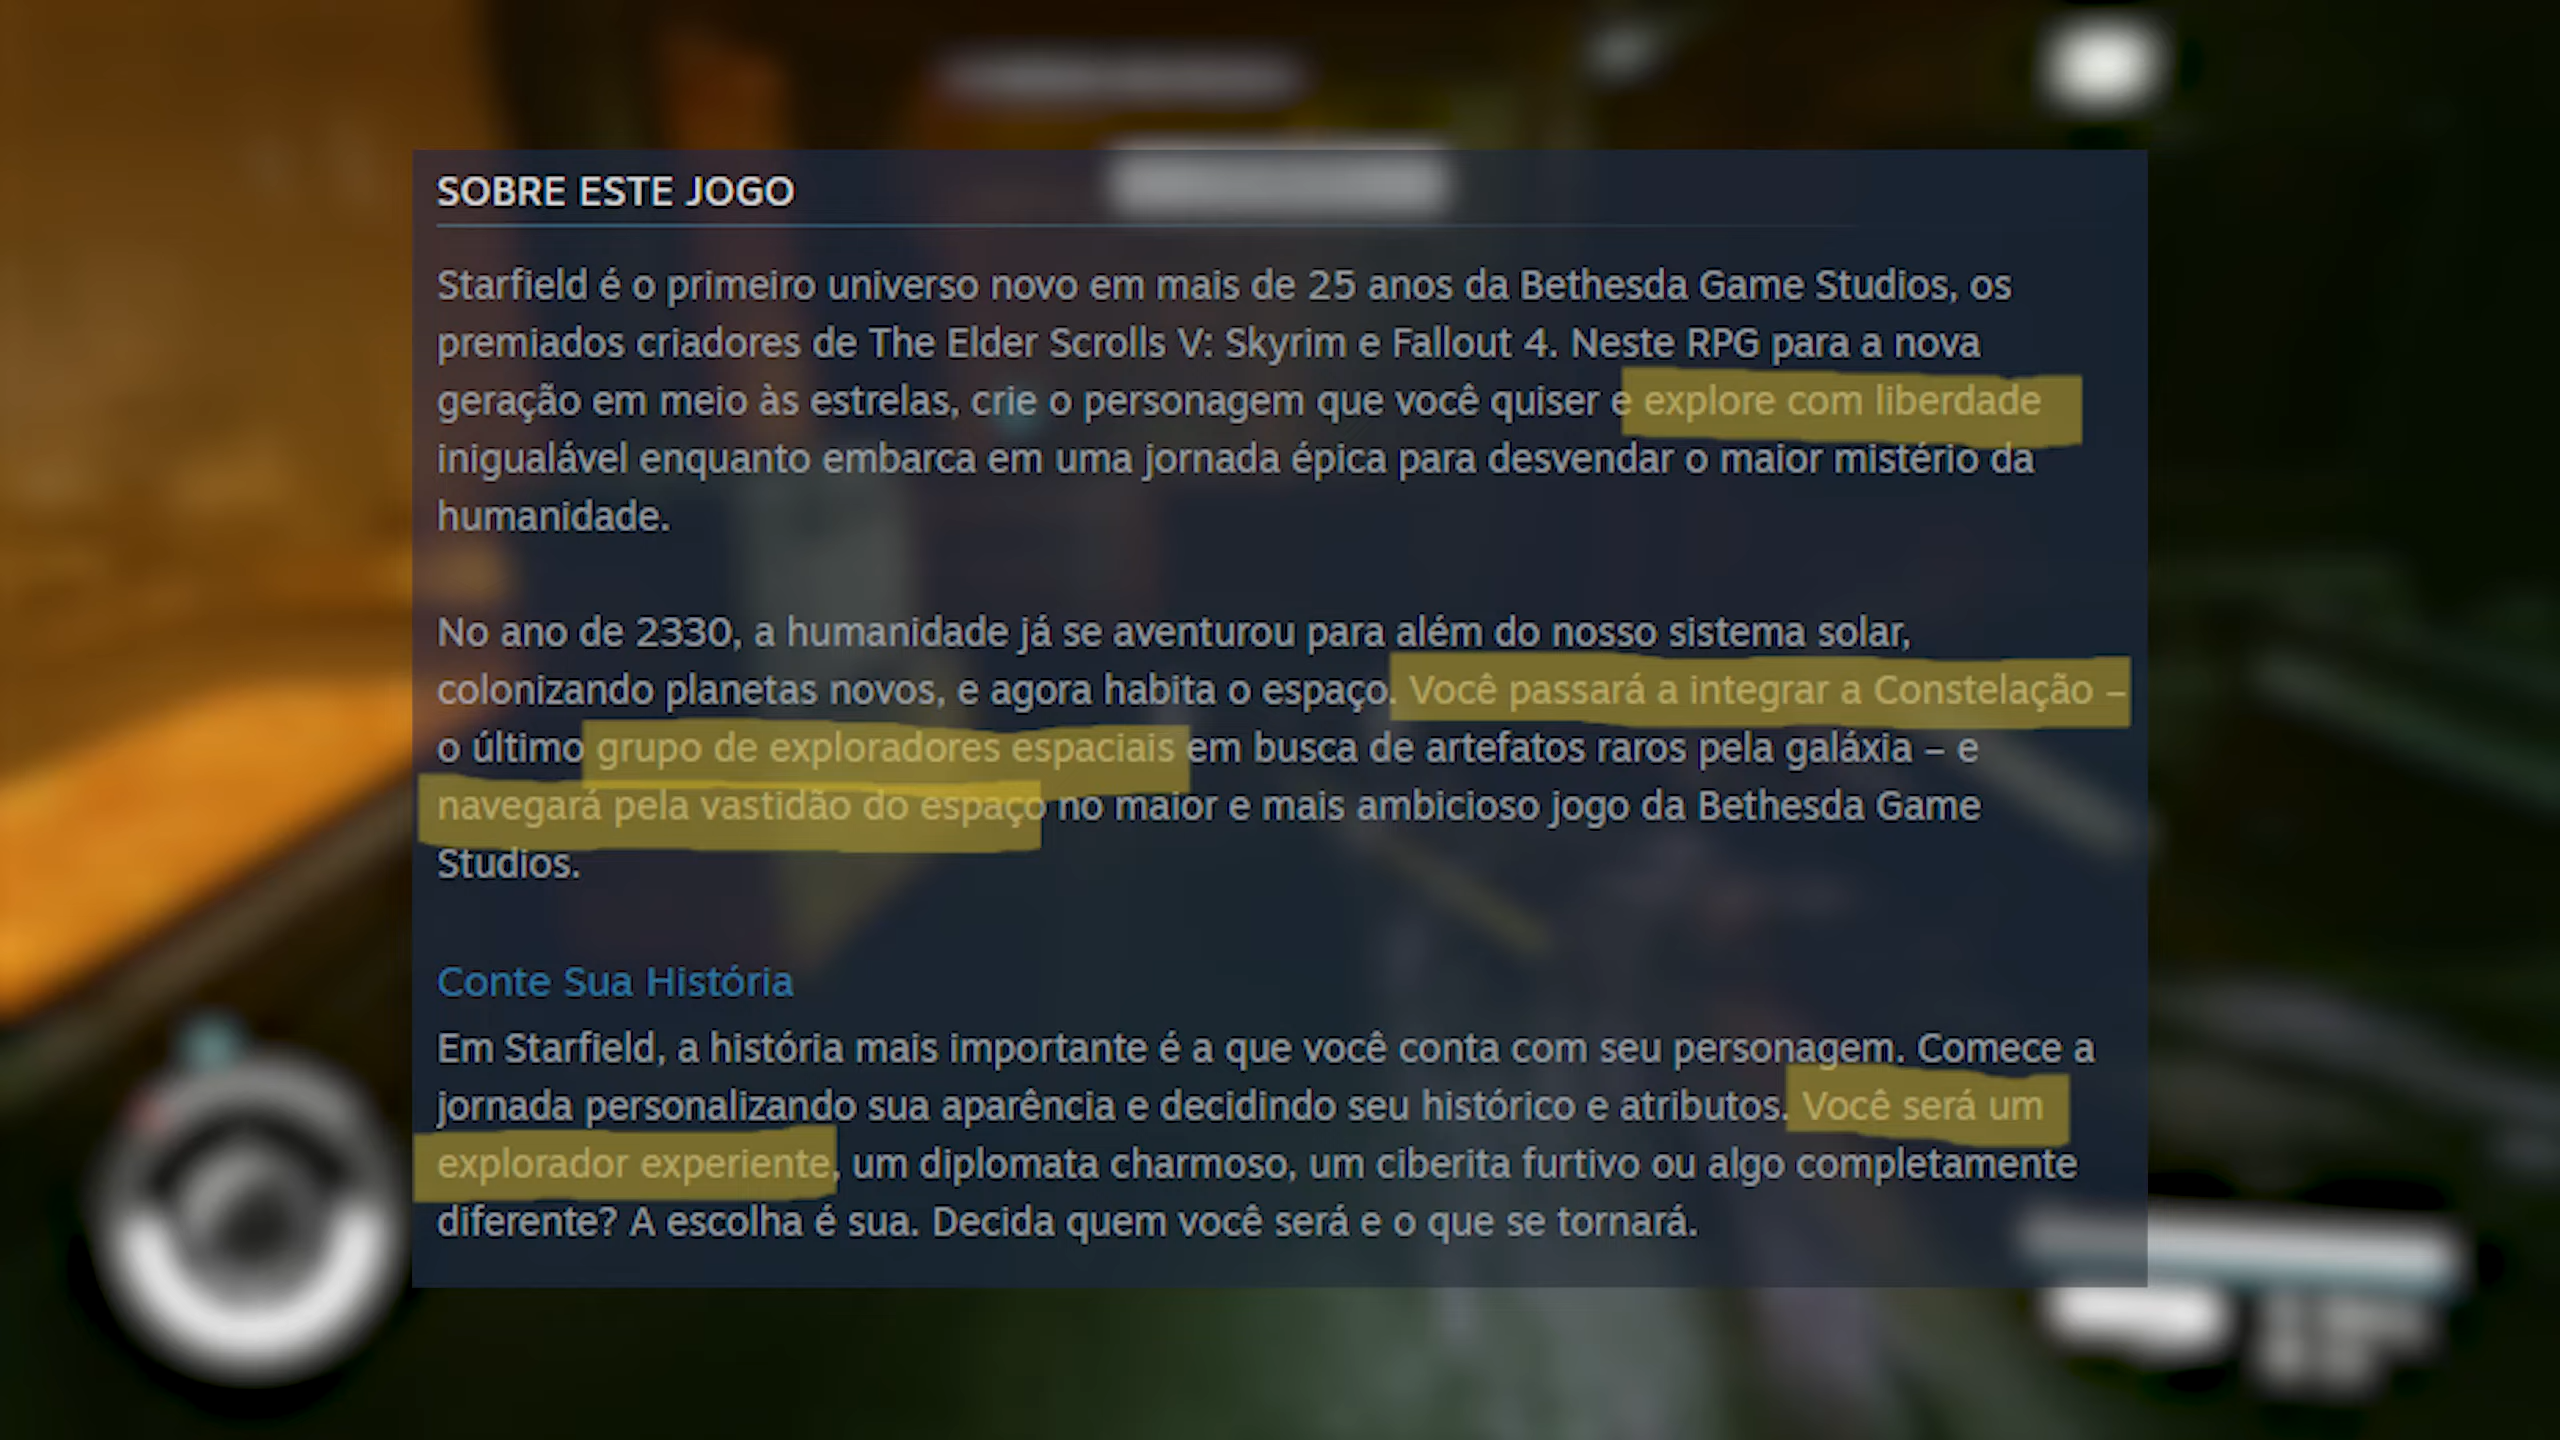 SOBRE ESTE JOGO
Starfield é o primeiro universo novo em mais de 25 anos da Bethesda Game Studios, os
premiados criadores de The Elder Scrolls V: Skyrim e Fallout 4. Neste RPG para a nova
geração em meio às estrelas, crie o personagem que você quiser e explore com liberdade
inigualável enquanto embarca em uma jornada épica para desvendar o maior mistério da
humanidade.
No ano de 2330, a humanidade já se aventurou para além do nosso sistema solar,
colonizando planetas novos, e agora habita o espaço. Você passará a integrar a Constelação –
o último grupo de exploradores espaciais em busca de artefatos raros pela galáxia – e
navegará pela vastidão do espaço no maior e mais ambicioso jogo da Bethesda Game
Studios.
Conte Sua História
Em Starfield, a história mais importante é a que você conta com seu personagem. Comece a
jornada personalizando sua aparência e decidindo seu histórico e atributos. Você será um
explorador experiente, um diplomata charmoso, um ciberita furtivo ou algo completamente
diferente? A escolha é sua. Decida quem você será e o que se tornará.